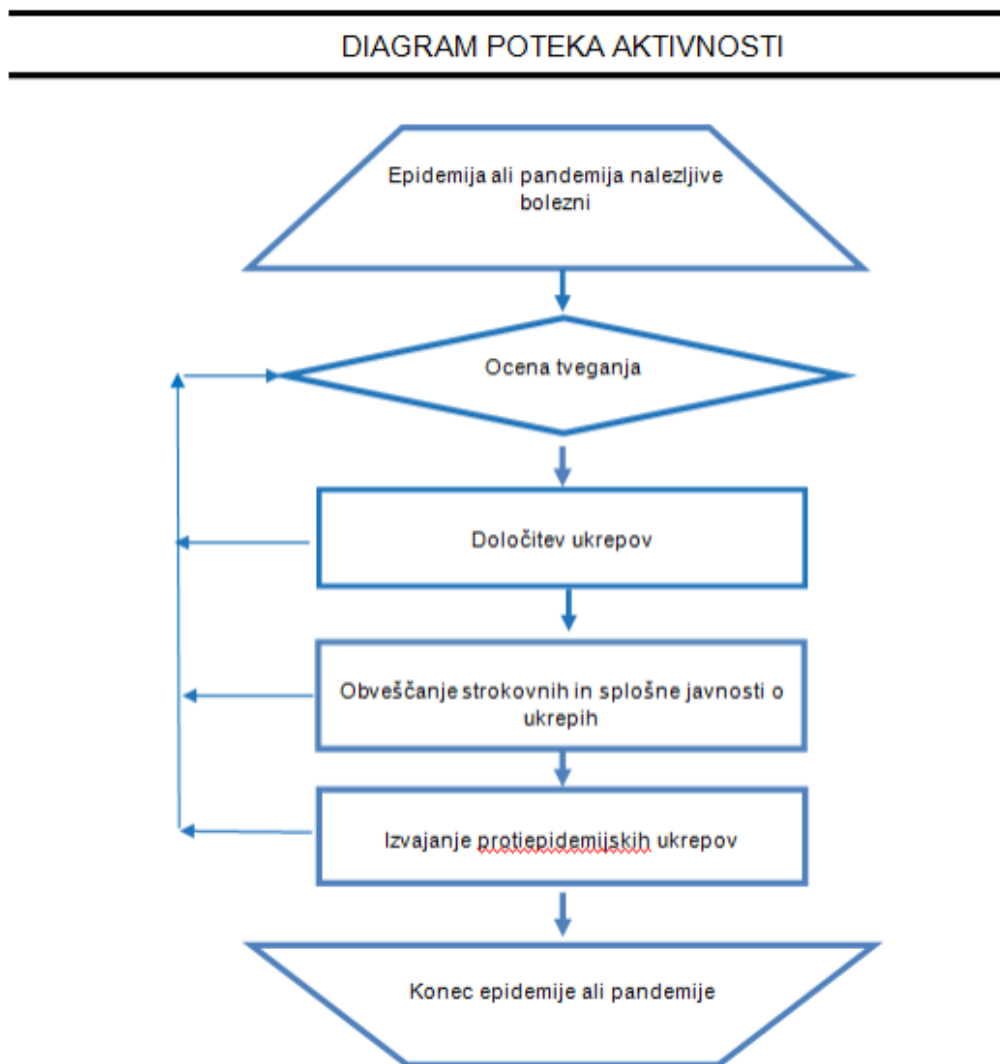 DIAGRAM POTEKA AKTIVNOSTI
Epidemija ali pandemija nalezljive
bolezni
Ocena tveganja
Določitev ukrepov
Obveščanje strokovnih in splošne javnosti o
ukrepih
Izvajanje protiepidemijskih ukrepov
Konec epidemije ali pandemije